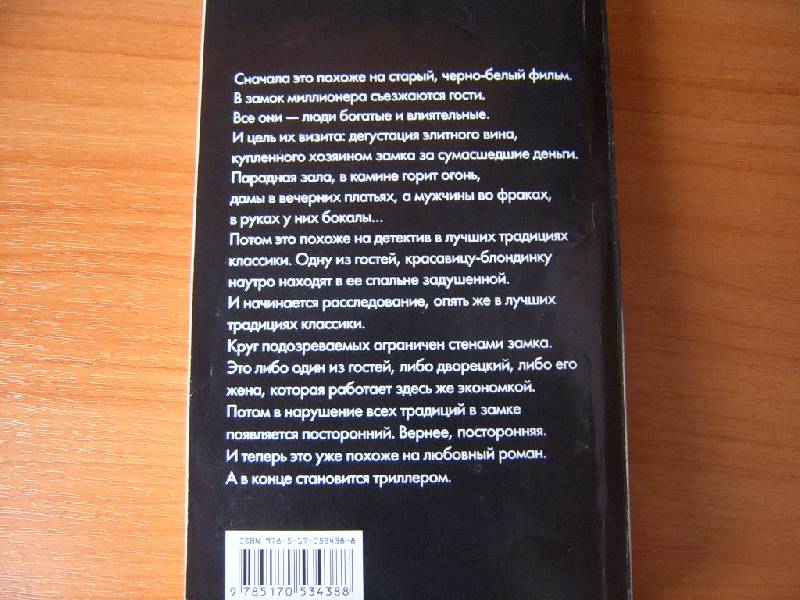 Сначала это похоже на старый, черно-белый фильм.
В замок миллионера съезжаются гости.
Все они — люди богатые и влиятельные.
И цель их визита: дегустация элитного вина,
купленного хозяином замка за сумасшедшие деньги.
Парадная зала, в камине горит огонь,
дамы в вечерних платьях, а мужчины во фраках,
в руках у них бокалы...
Потом это похоже на детектив в лучших традициях
классики. Одну из гостей, красавицу-блондинку
наутро находят в ее спальне задушенной.
И начинается расследование, опять же в лучших
традициях классики.
Круг подозреваемых ограничен стенами замка.
Это либо один из гостей, либо дворецкий, либо его
жена, которая работает здесь же экономкой.
Потом в нарушение всех традиций в замке
появляется посторонний. Вернее, посторонняя.
И теперь это уже похоже на любовный роман.
А в конце становится триллером.
ISBN 978-5-17-053438-8
9 785170 534388